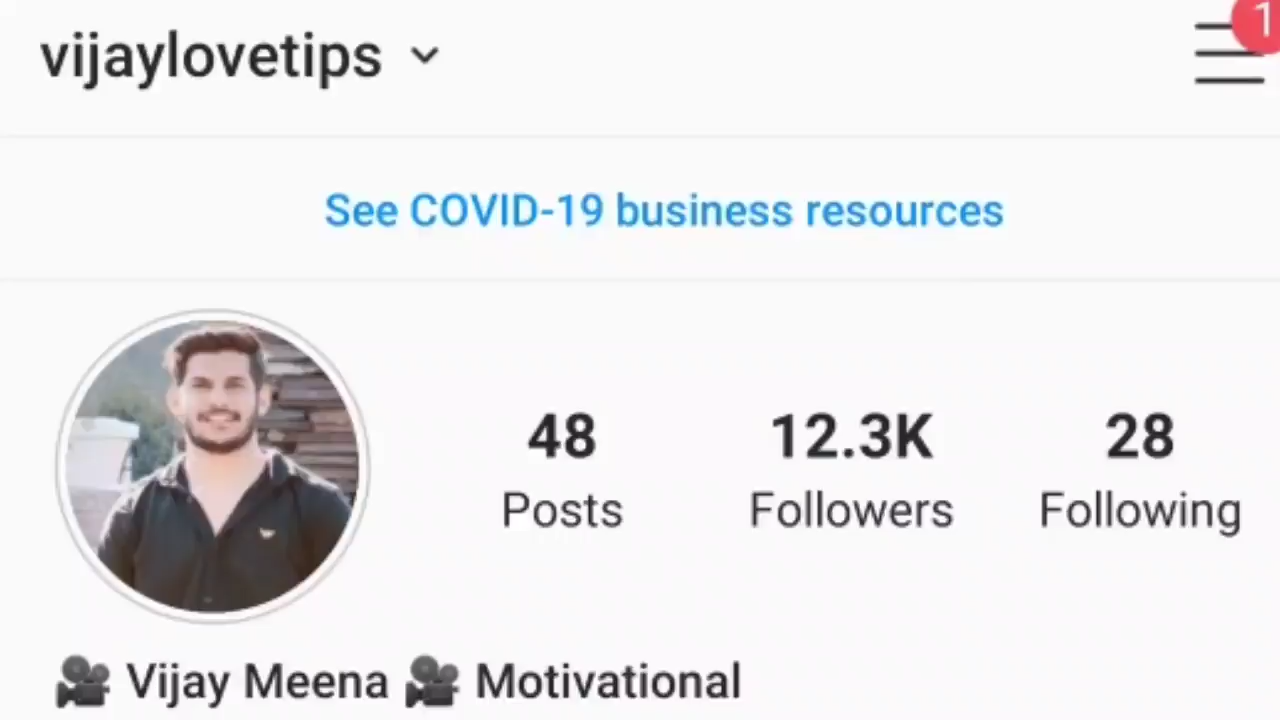 vijaylovetips
1
See COVID-19 business resources
48 12.3K 28
Posts Followers Following
🎥 Vijay Meena 🎥 Motivational